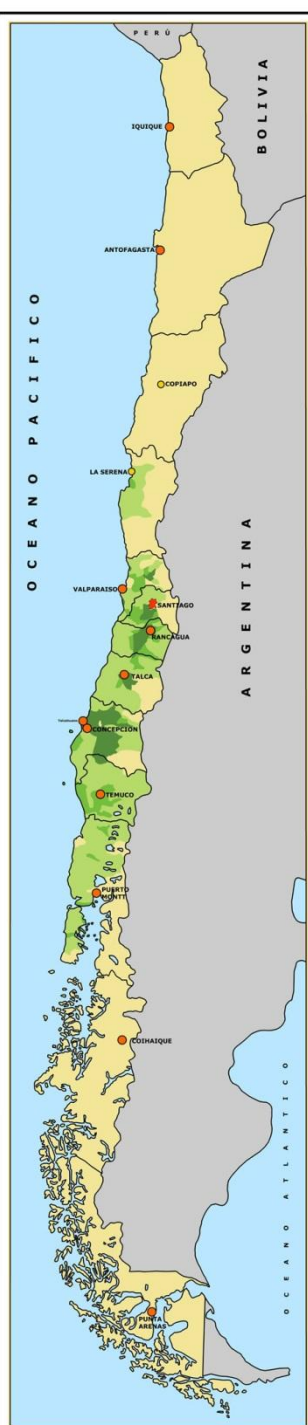 PERÚ
BOLIVIA
IQUIQUE
ANTOFAGASTA
OCEANO PACIFICO
COPIAPO
LA SERENA
ARGENTINA
VALPARAISO
SANTIAGO
RANCAGUA
TALCA
CONCEPCION
TEMUCO
PUERTO
MONTT
COIHAIQUE
OCEANO ATLANTICO
PUNTA
ARENAS